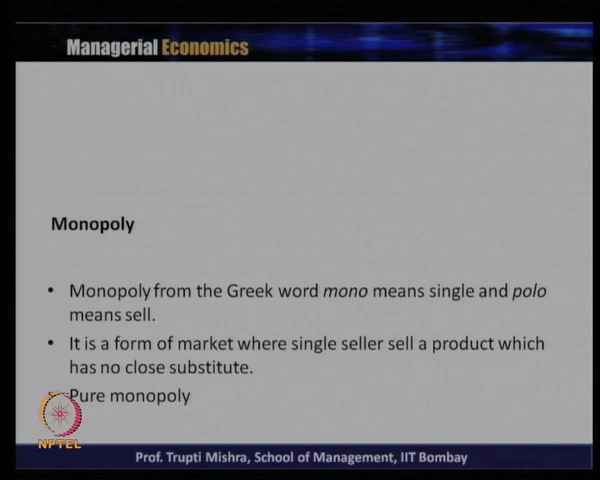 Managerial Economics
Monopoly
• Monopoly from the Greek word mono means single and polo
means sell.
• It is a form of market where single seller sell a product which
has no close substitute.
Pure monopoly
NPTEL
Prof. Trupti Mishra, School of Management, IIT Bombay